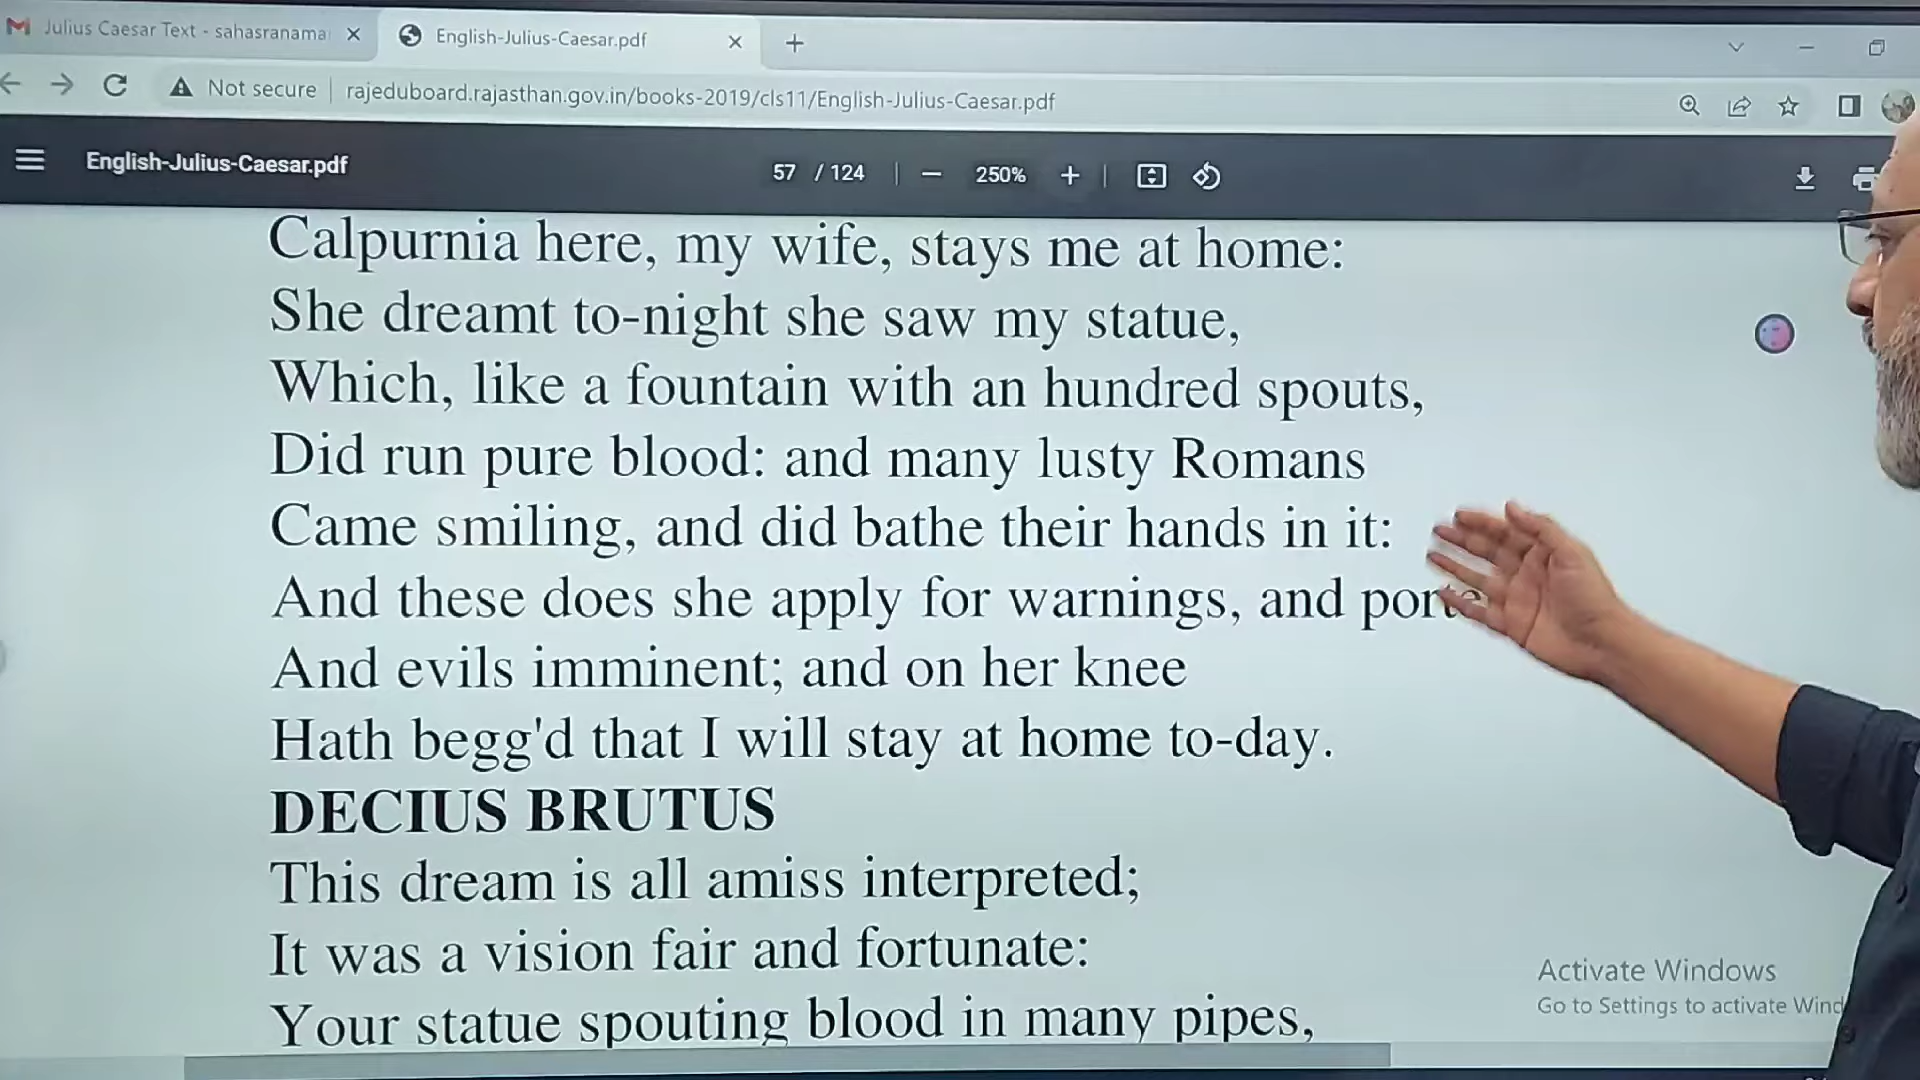 Julius Caesar Text - sahasranama
English-Julius-Caesar.pdf
Not secure
rajeduboard.rajasthan.gov.in/books-2019/cls11/English-Julius-Caesar.pdf
English-Julius-Caesar.pdf
57 / 124
250%
Calpurnia here, my wife, stays me at home:
She dreamt to-night she saw my statue,
Which, like a fountain with an hundred spouts,
Did run pure blood: and many lusty Romans
Came smiling, and did bathe their hands in it:
And these does she apply for warnings, and
And evils imminent; and on her knee
Hath begg'd that I will stay at home to-day.
DECIUS BRUTUS
This dream is all amiss interpreted;
It was a vision fair and fortunate:
Your statue spouting blood in many pipes,
Activate Windows
Go to Settings to activate Wind